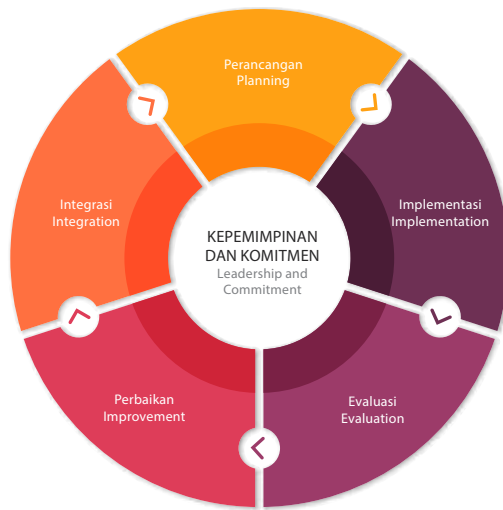 Perancangan
Planning
Implementasi
Implementation
Evaluasi
Evaluation
Perbaikan
Improvement
Integrasi
Integration
KEPEMIMPINAN
DAN KOMITMEN
Leadership and
Commitment